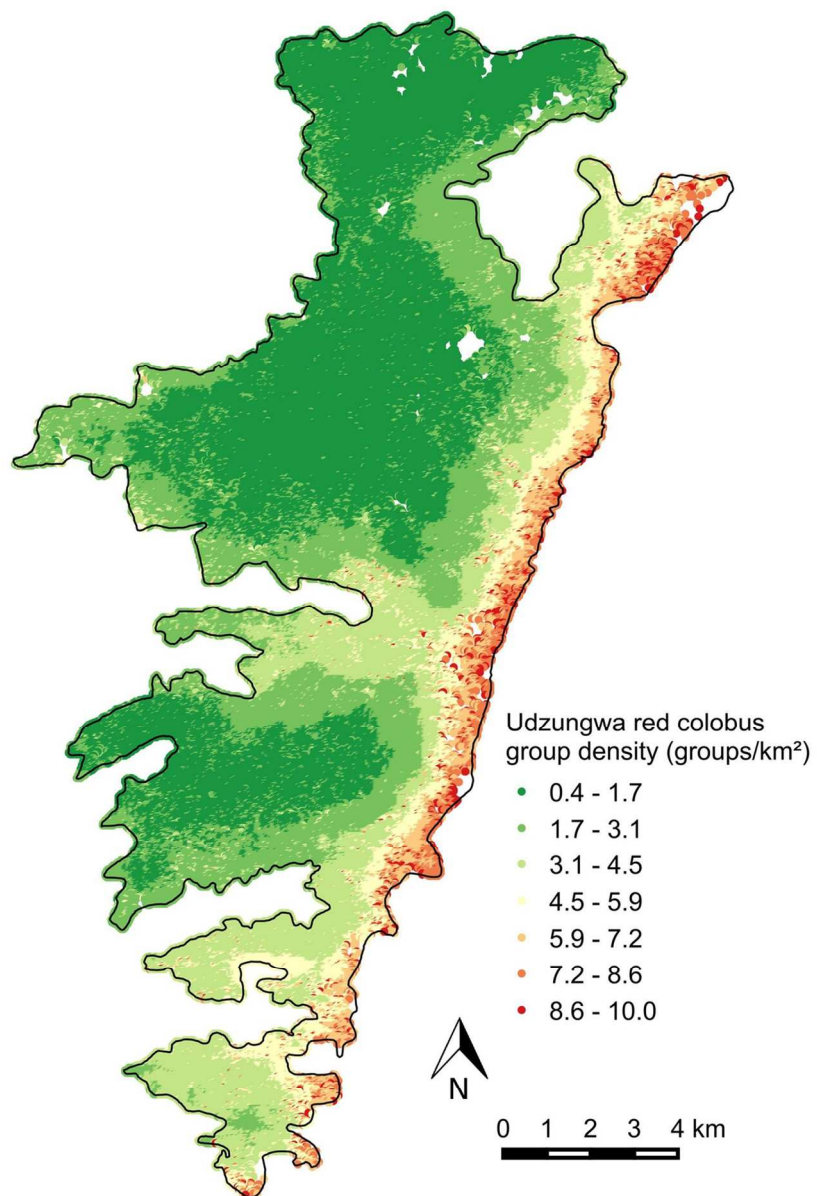 Udzungwa red colobus
group density (groups/km²)
0.4 - 1.7
1.7 - 3.1
3.1 - 4.5
4.5 - 5.9
5.9 - 7.2
7.2 - 8.6
8.6 - 10.0
N
0 1 2 3 4 km